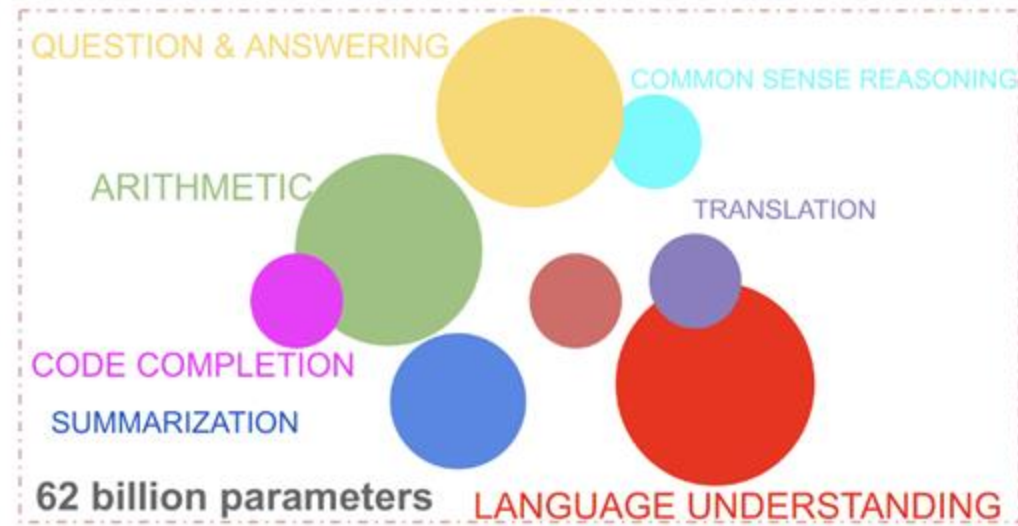 QUESTION & ANSWERING
COMMON SENSE REASONING
ARITHMETIC
TRANSLATION
CODE COMPLETION
SUMMARIZATION
62 billion parameters
LANGUAGE UNDERSTANDING